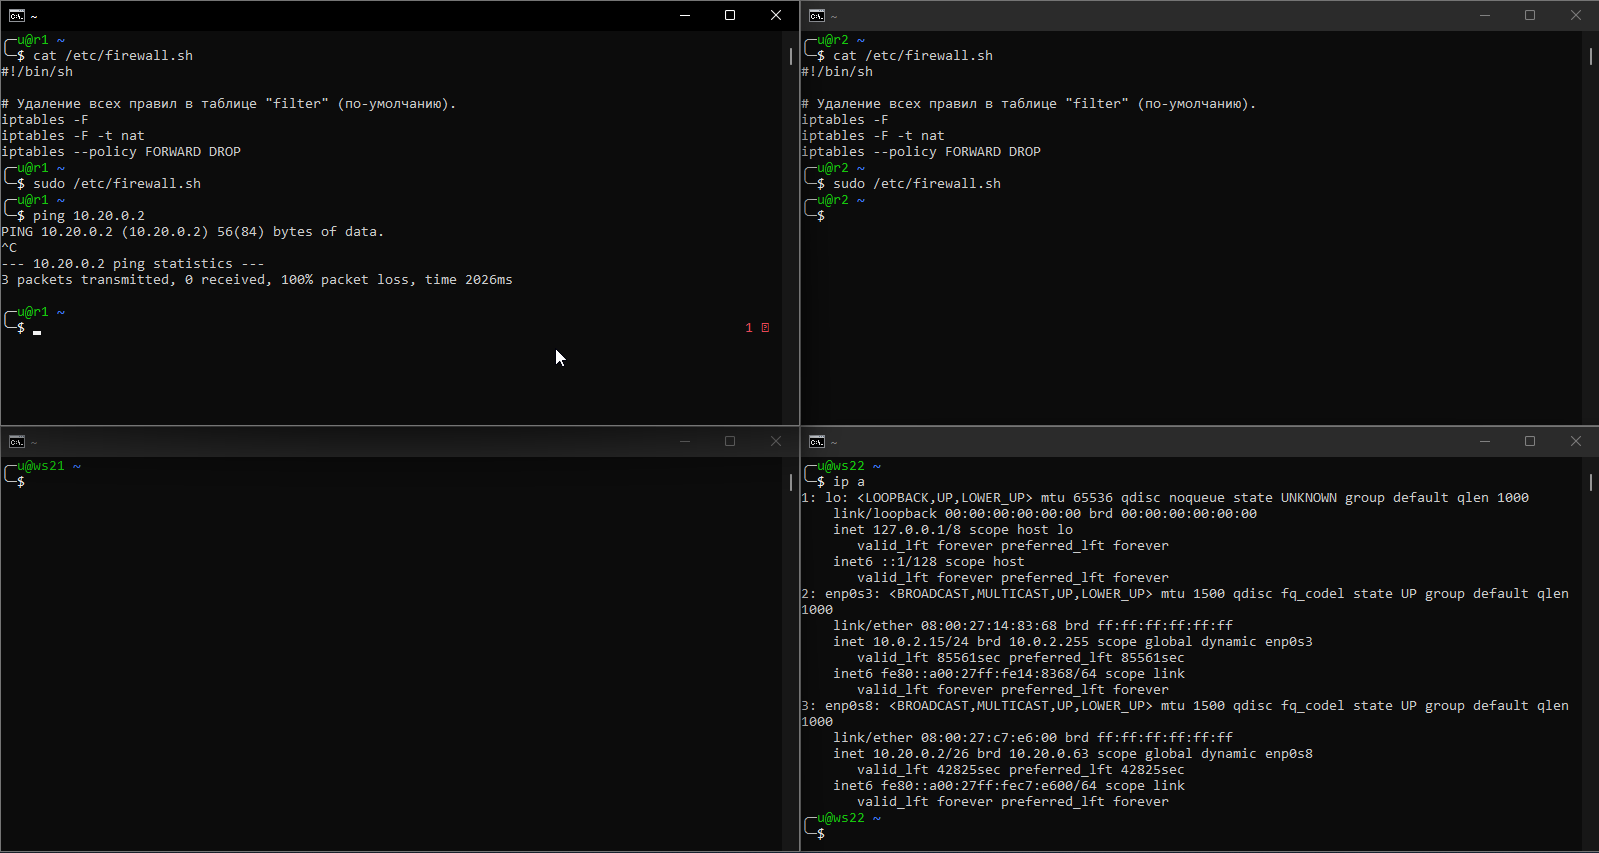 ~
╭─u@r1 ~
╰─$ cat /etc/firewall.sh
#!/bin/sh
# Удаление всех правил в таблице "filter" (по-умолчанию).
iptables -F
iptables -F -t nat
iptables --policy FORWARD DROP
╭─u@r1 ~
╰─$ sudo /etc/firewall.sh
╭─u@r1 ~
╰─$ ping 10.20.0.2
PING 10.20.0.2 (10.20.0.2) 56(84) bytes of data.
^C
--- 10.20.0.2 ping statistics ---
3 packets transmitted, 0 received, 100% packet loss, time 2026ms
╭─u@r1 ~
╰─$ 1
~
╭─u@r2 ~
╰─$ cat /etc/firewall.sh
#!/bin/sh
# Удаление всех правил в таблице "filter" (по-умолчанию).
iptables -F
iptables -F -t nat
iptables --policy FORWARD DROP
╭─u@r2 ~
╰─$ sudo /etc/firewall.sh
╭─u@r2 ~
╰─$
~
╭─u@ws21 ~
╰─$
~
╭─u@ws22 ~
╰─$ ip a
1: lo: <LOOPBACK,UP,LOWER_UP> mtu 65536 qdisc noqueue state UNKNOWN group default qlen 1000
link/loopback 00:00:00:00:00:00 brd 00:00:00:00:00:00
inet 127.0.0.1/8 scope host lo
valid_lft forever preferred_lft forever
inet6 ::1/128 scope host
valid_lft forever preferred_lft forever
2: enp0s3: <BROADCAST,MULTICAST,UP,LOWER_UP> mtu 1500 qdisc fq_codel state UP group default qlen
1000
link/ether 08:00:27:14:83:68 brd ff:ff:ff:ff:ff:ff
inet 10.0.2.15/24 brd 10.0.2.255 scope global dynamic enp0s3
valid_lft 85561sec preferred_lft 85561sec
inet6 fe80::a00:27ff:fe14:8368/64 scope link
valid_lft forever preferred_lft forever
3: enp0s8: <BROADCAST,MULTICAST,UP,LOWER_UP> mtu 1500 qdisc fq_codel state UP group default qlen
1000
link/ether 08:00:27:c7:e6:00 brd ff:ff:ff:ff:ff:ff
inet 10.20.0.2/26 brd 10.20.0.63 scope global dynamic enp0s8
valid_lft 42825sec preferred_lft 42825sec
inet6 fe80::a00:27ff:fec7:e600/64 scope link
valid_lft forever preferred_lft forever
╭─u@ws22 ~
╰─$